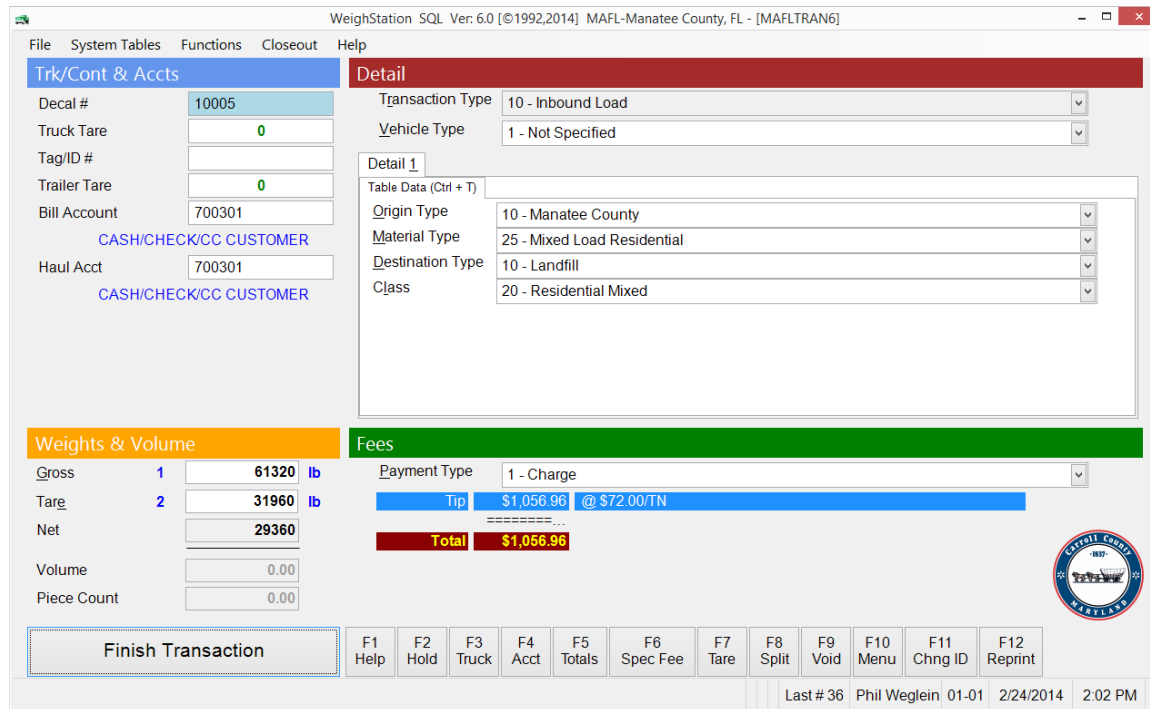 WeighStation SQL Ver: 6.0 [©1992,2014] MAFL-Manatee County, FL - [MAFLTRAN6]
File System Tables Functions Closeout Help
Trk/Cont & Accts
Decal # 10005
Truck Tare 0
Tag/ID #
Trailer Tare 0
Bill Account 700301
CASH/CHECK/CC CUSTOMER
Haul Acct 700301
CASH/CHECK/CC CUSTOMER
Detail
Transaction Type 10 - Inbound Load
Vehicle Type 1 - Not Specified
Detail 1
Table Data (Ctrl + T)
Origin Type 10 - Manatee County
Material Type 25 - Mixed Load Residential
Destination Type 10 - Landfill
Class 20 - Residential Mixed
Weights & Volume
Gross 1 61320 lb
Tare 2 31960 lb
Net 29360
Volume 0.00
Piece Count 0.00
Fees
Payment Type 1 - Charge
Tip $1,056.96 @ $72.00/TN
========...
Total $1,056.96
Carroll County
·1837·
MARYLAND
Finish Transaction
F1 Help
F2 Hold
F3 Truck
F4 Acct
F5 Totals
F6 Spec Fee
F7 Tare
F8 Split
F9 Void
F10 Menu
F11 Chng ID
F12 Reprint
Last # 36 Phil Weglein 01-01 2/24/2014 2:02 PM